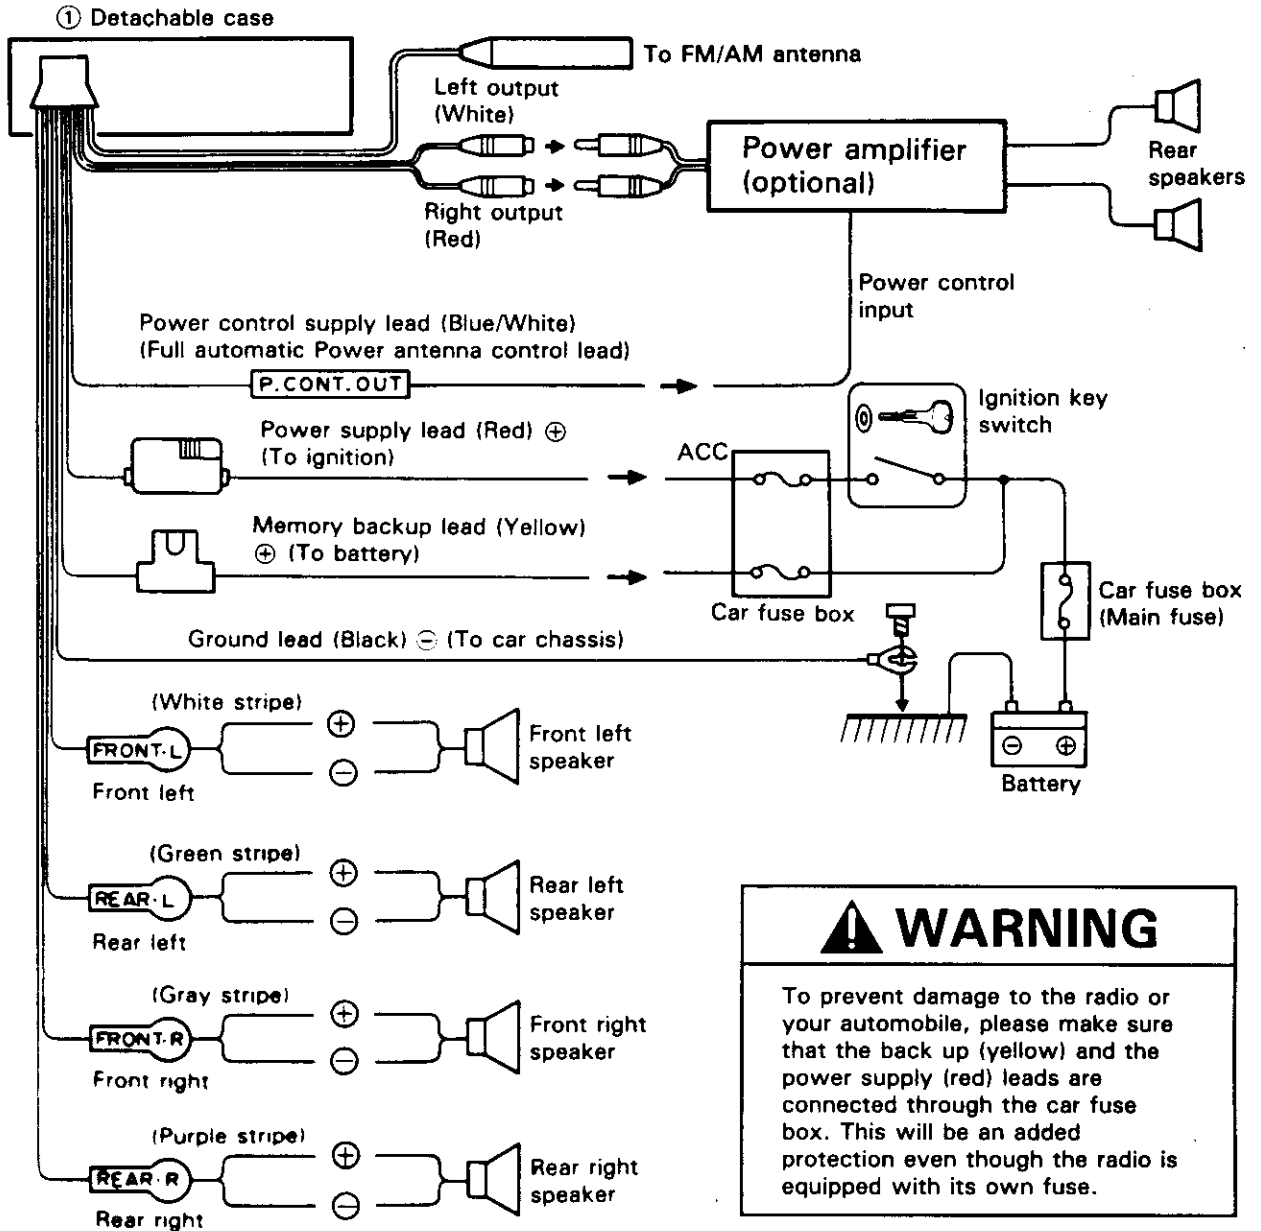 ① Detachable case
To FM/AM antenna
Left output
(White)
Right output
(Red)
Power amplifier
(optional)
Rear
speakers
Power control
input
Power control supply lead (Blue/White)
(Full automatic Power antenna control lead)
P.CONT.OUT
Ignition key
switch
Power supply lead (Red) ⊕
(To ignition)
ACC
Memory backup lead (Yellow)
⊕ (To battery)
Car fuse box
Car fuse box
(Main fuse)
Ground lead (Black) ⊖ (To car chassis)
⊖ ⊕
Battery
(White stripe)
⊕
FRONT·L
⊖
Front left
Front left
speaker
(Green stripe)
⊕
REAR·L
⊖
Rear left
Rear left
speaker
(Gray stripe)
⊕
FRONT·R
⊖
Front right
Front right
speaker
(Purple stripe)
⊕
REAR·R
⊖
Rear right
Rear right
speaker
WARNING
To prevent damage to the radio or
your automobile, please make sure
that the back up (yellow) and the
power supply (red) leads are
connected through the car fuse
box. This will be an added
protection even though the radio is
equipped with its own fuse.